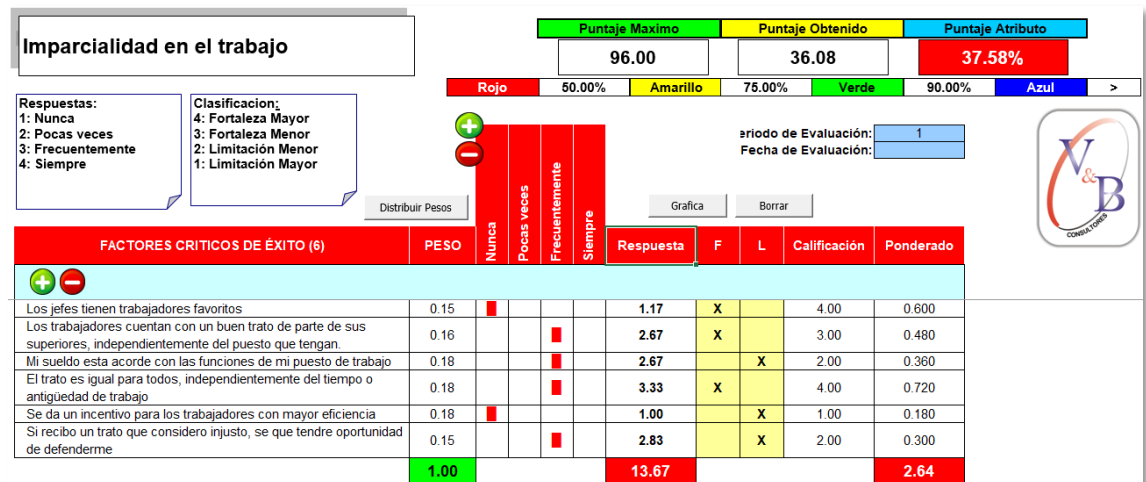 Imparcialidad en el trabajo
Puntaje Maximo Puntaje Obtenido Puntaje Atributo
96.00 36.08 37.58%
Rojo 50.00% Amarillo 75.00% Verde 90.00% Azul >
Respuestas:
1: Nunca
2: Pocas veces
3: Frecuentemente
4: Siempre
Clasificacion:
4: Fortaleza Mayor
3: Fortaleza Menor
2: Limitación Menor
1: Limitación Mayor
eriodo de Evaluación: 1
Fecha de Evaluación:
Distribuir Pesos
Grafica
Borrar
V&B
CONSULTORES
FACTORES CRITICOS DE ÉXITO (6) PESO Nunca Pocas veces Frecuentemente Siempre Respuesta F L Calificación Ponderado
Los jefes tienen trabajadores favoritos 0.15 1.17 X 4.00 0.600
Los trabajadores cuentan con un buen trato de parte de sus
superiores, independientemente del puesto que tengan. 0.16 2.67 X 3.00 0.480
Mi sueldo esta acorde con las funciones de mi puesto de trabajo 0.18 2.67 X 2.00 0.360
El trato es igual para todos, independientemente del tiempo o
antigüedad de trabajo 0.18 3.33 X 4.00 0.720
Se da un incentivo para los trabajadores con mayor eficiencia 0.18 1.00 X 1.00 0.180
Si recibo un trato que considero injusto, se que tendre oportunidad
de defenderme 0.15 2.83 X 2.00 0.300
1.00 13.67 2.64